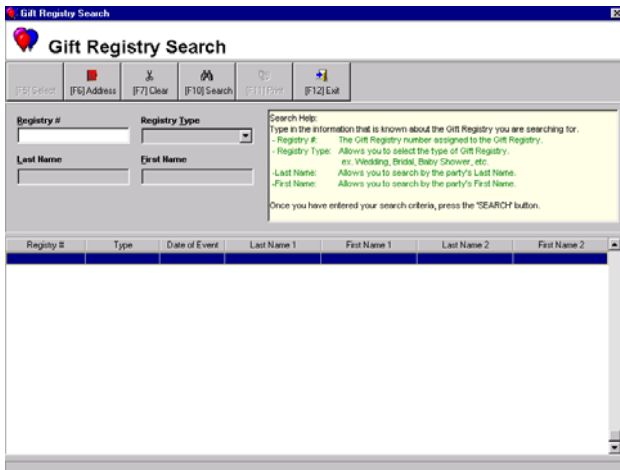 Gift Registry Search
Gift Registry Search
[F5] Select [F6] Address [F7] Clear [F10] Search [F11] Print [F12] Exit
Registry # Registry Type
Last Name First Name
Search Help:
Type in the information that is known about the Gift Registry you are searching for.
- Registry #: The Gift Registry number assigned to the Gift Registry.
- Registry Type: Allows you to select the type of Gift Registry.
ex. Wedding, Bridal, Baby Shower, etc.
-Last Name: Allows you to search by the party's Last Name.
-First Name: Allows you to search by the party's First Name.
Once you have entered your search criteria, press the 'SEARCH' button.
Registry # Type Date of Event Last Name 1 First Name 1 Last Name 2 First Name 2